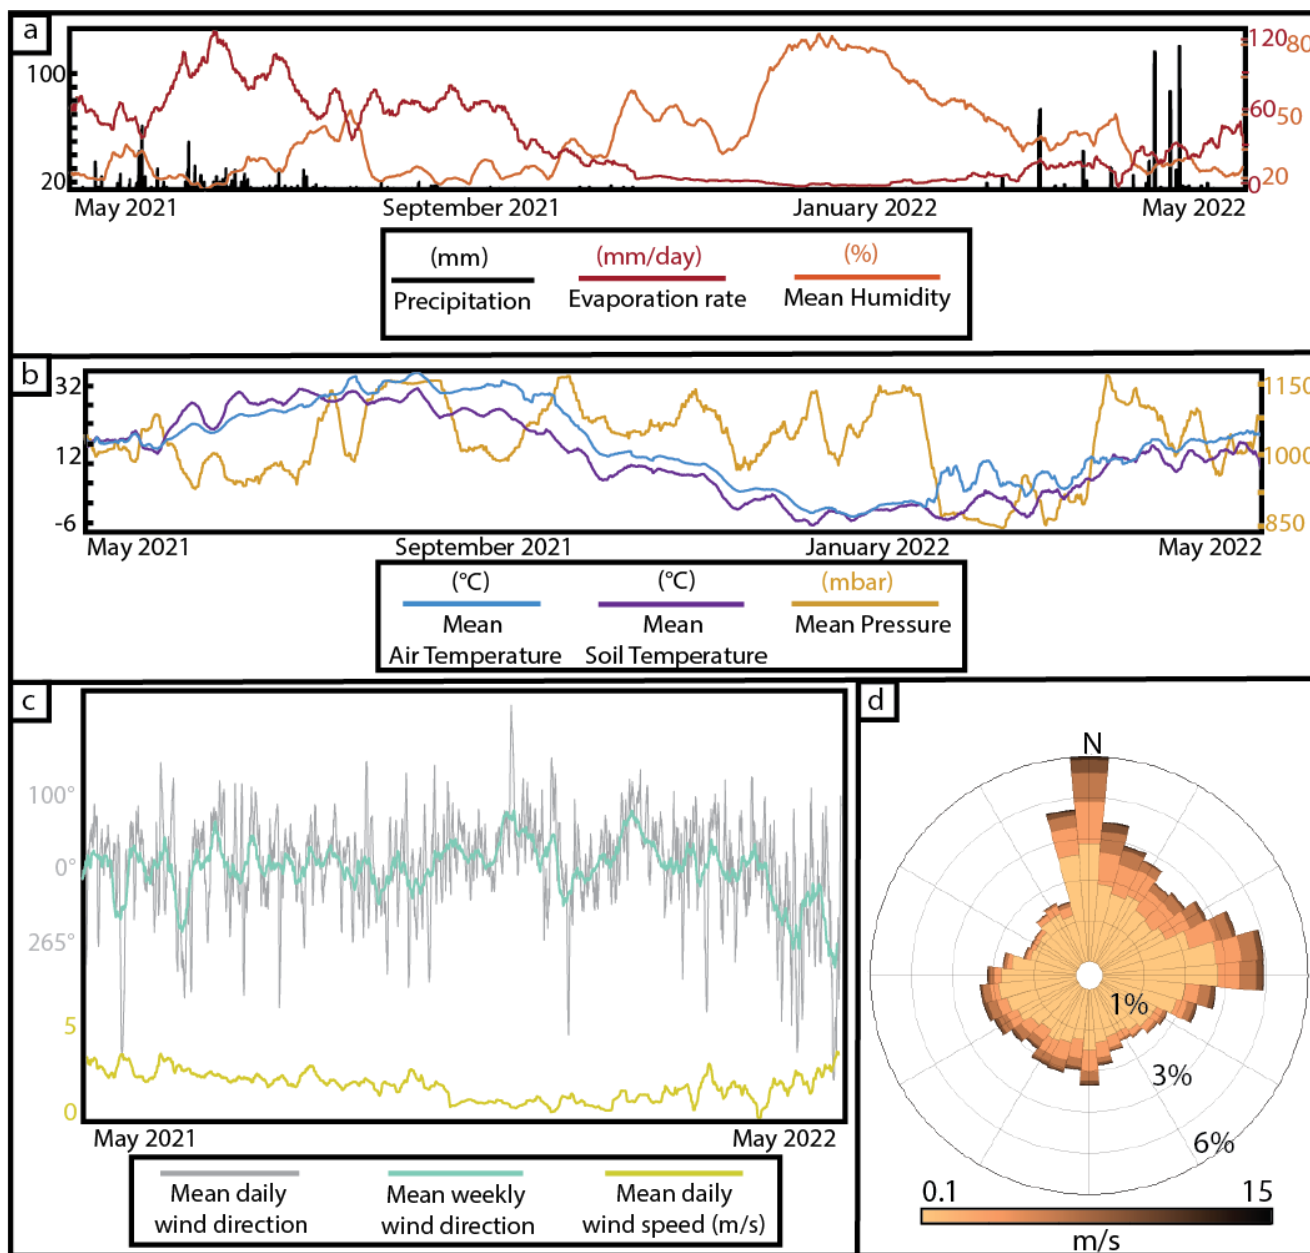 a
100
20
120
80
60
50
20
0
May 2021
September 2021
January 2022
May 2022
(mm)
Precipitation
(mm/day)
Evaporation rate
(%)
Mean Humidity
b
32
12
-6
1150
1000
850
May 2021
September 2021
January 2022
May 2022
(°C)
Mean
Air Temperature
(°C)
Mean
Soil Temperature
(mbar)
Mean Pressure
c
100°
0°
265°
5
0
May 2021
May 2022
Mean daily
wind direction
Mean weekly
wind direction
Mean daily
wind speed (m/s)
d
N
1%
3%
6%
0.1
15
m/s